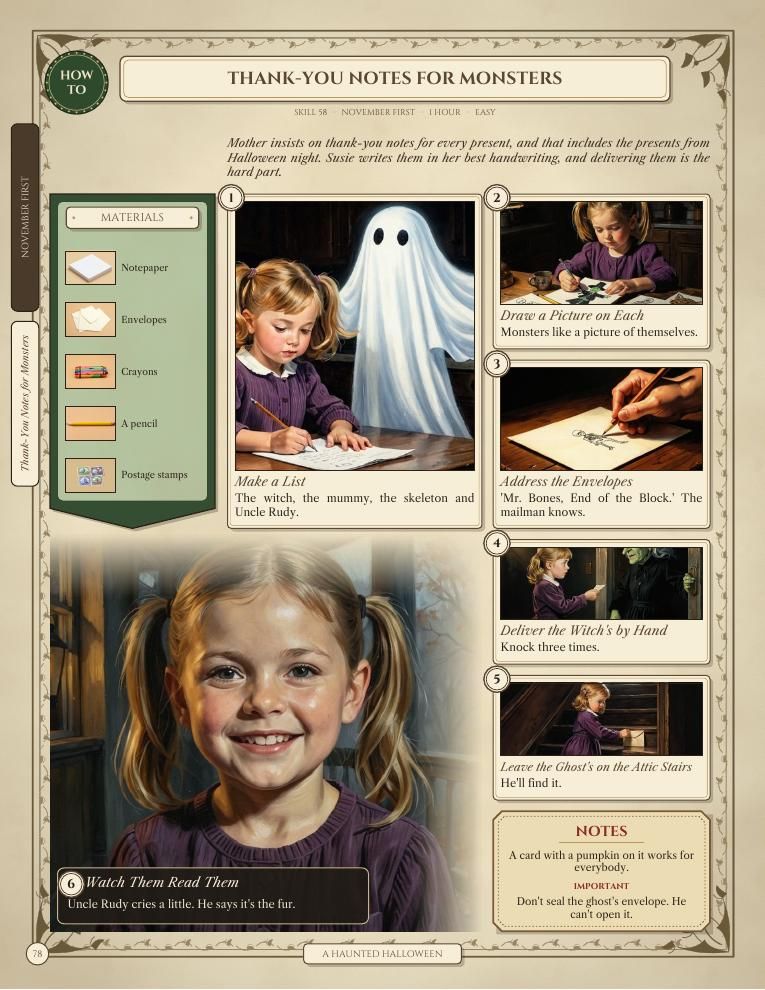 HOW
TO
THANK-YOU NOTES FOR MONSTERS
SKILL 58 · NOVEMBER FIRST · 1 HOUR · EASY
Mother insists on thank-you notes for every present, and that includes the presents from
Halloween night. Susie writes them in her best handwriting, and delivering them is the
hard part.
NOVEMBER FIRST
Thank-You Notes for Monsters
MATERIALS
Notepaper
Envelopes
Crayons
A pencil
Postage stamps
1
Make a List
The witch, the mummy, the skeleton and
Uncle Rudy.
2
Draw a Picture on Each
Monsters like a picture of themselves.
3
Address the Envelopes
'Mr. Bones, End of the Block.' The
mailman knows.
4
Deliver the Witch's by Hand
Knock three times.
5
Leave the Ghost's on the Attic Stairs
He'll find it.
6
Watch Them Read Them
Uncle Rudy cries a little. He says it's the fur.
NOTES
A card with a pumpkin on it works for
everybody.
IMPORTANT
Don't seal the ghost's envelope. He
can't open it.
78
A HAUNTED HALLOWEEN